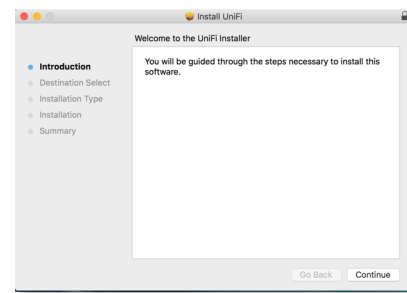 Install UniFi
Welcome to the UniFi Installer
Introduction
Destination Select
Installation Type
Installation
Summary
You will be guided through the steps necessary to install this
software.
Go Back
Continue